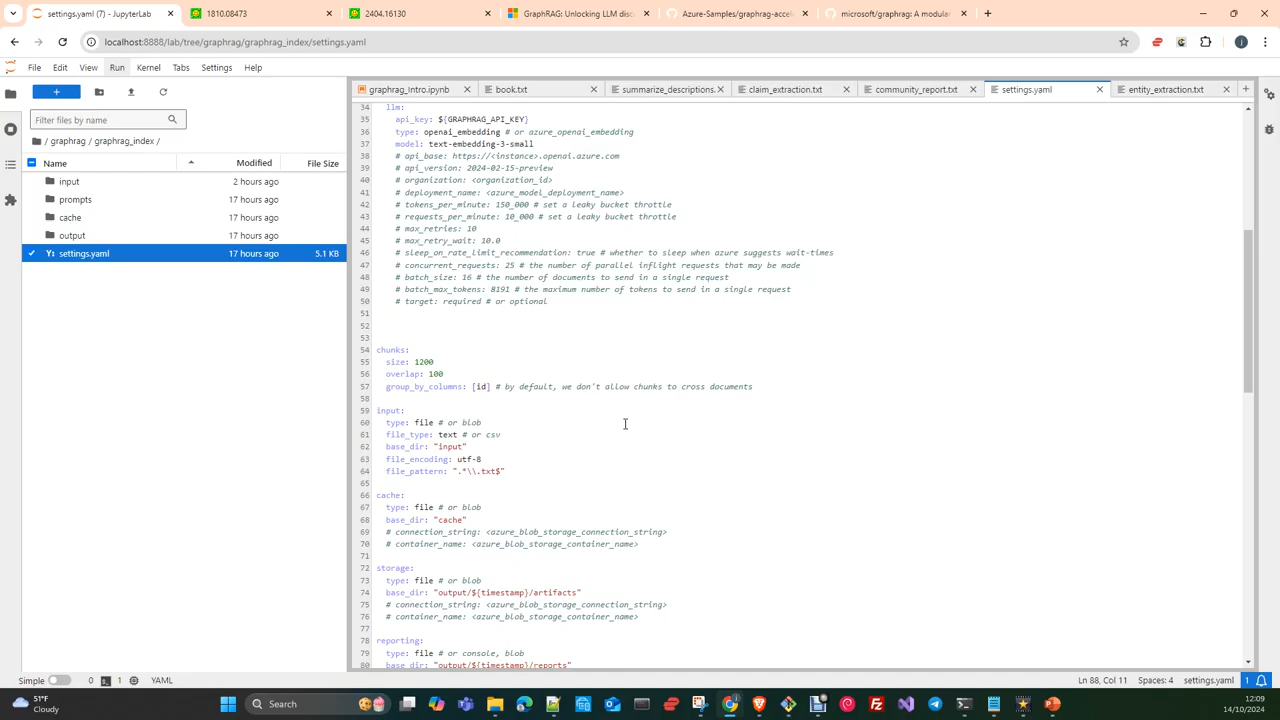 settings.yaml (7) - JupyterLab
1810.08473
2404.16130
GraphRAG: Unlocking LLM disc
Azure-Samples/graphrag-accele
microsoft/graphrag: A modular
localhost:8888/lab/tree/graphrag/graphrag_index/settings.yaml
File Edit View Run Kernel Tabs Settings Help
graphrag_Intro.ipynb
book.txt
summarize_descriptions.
claim_extraction.txt
community_report.txt
settings.yaml
entity_extraction.txt
Filter files by name
/ graphrag / graphrag_index /
Name Modified File Size
input 2 hours ago
prompts 17 hours ago
cache 17 hours ago
output 17 hours ago
settings.yaml 17 hours ago 5.1 KB
34 llm:
35 api_key: ${GRAPHRAG_API_KEY}
36 type: openai_embedding # or azure_openai_embedding
37 model: text-embedding-3-small
38 # api_base: https://<instance>.openai.azure.com
39 # api_version: 2024-02-15-preview
40 # organization: <organization_id>
41 # deployment_name: <azure_model_deployment_name>
42 # tokens_per_minute: 150_000 # set a leaky bucket throttle
43 # requests_per_minute: 10_000 # set a leaky bucket throttle
44 # max_retries: 10
45 # max_retry_wait: 10.0
46 # sleep_on_rate_limit_recommendation: true # whether to sleep when azure suggests wait-times
47 # concurrent_requests: 25 # the number of parallel inflight requests that may be made
48 # batch_size: 16 # the number of documents to send in a single request
49 # batch_max_tokens: 8191 # the maximum number of tokens to send in a single request
50 # target: required # or optional
51
52
53
54 chunks:
55 size: 1200
56 overlap: 100
57 group_by_columns: [id] # by default, we don't allow chunks to cross documents
58
59 input:
60 type: file # or blob
61 file_type: text # or csv
62 base_dir: "input"
63 file_encoding: utf-8
64 file_pattern: ".*\\.txt$"
65
66 cache:
67 type: file # or blob
68 base_dir: "cache"
69 # connection_string: <azure_blob_storage_connection_string>
70 # container_name: <azure_blob_storage_container_name>
71
72 storage:
73 type: file # or blob
74 base_dir: "output/${timestamp}/artifacts"
75 # connection_string: <azure_blob_storage_connection_string>
76 # container_name: <azure_blob_storage_container_name>
77
78 reporting:
79 type: file # or console, blob
80 base_dir: "output/${timestamp}/reports"
Simple 0 1 YAML Ln 88, Col 11 Spaces: 4 settings.yaml 1
51°F
Cloudy
Search
12:09
14/10/2024